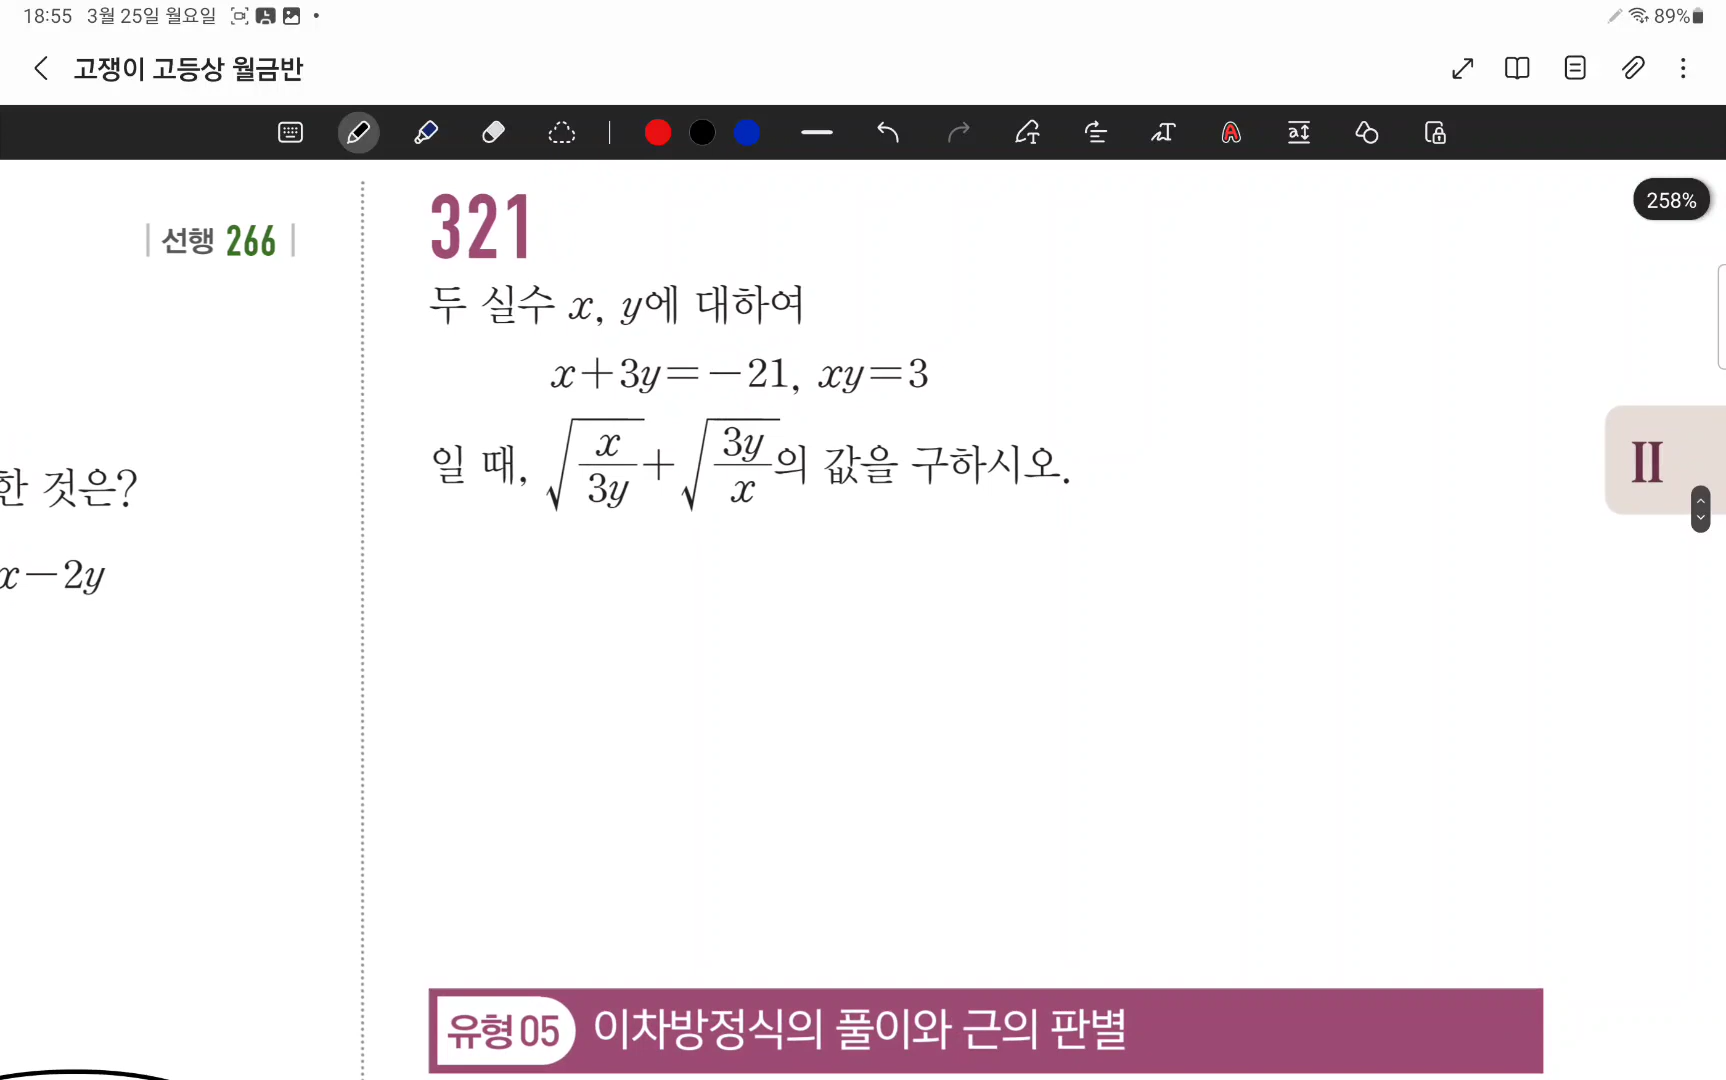 18:55 3월 25일 월요일
89%
고쟁이 고등상 월금반
258%
선행 266
한 것은?
x-2y
321
두 실수 x, y에 대하여
x+3y=-21, xy=3
일 때, √(x/3y)+√(3y/x)의 값을 구하시오.
II
유형 05 이차방정식의 풀이와 근의 판별